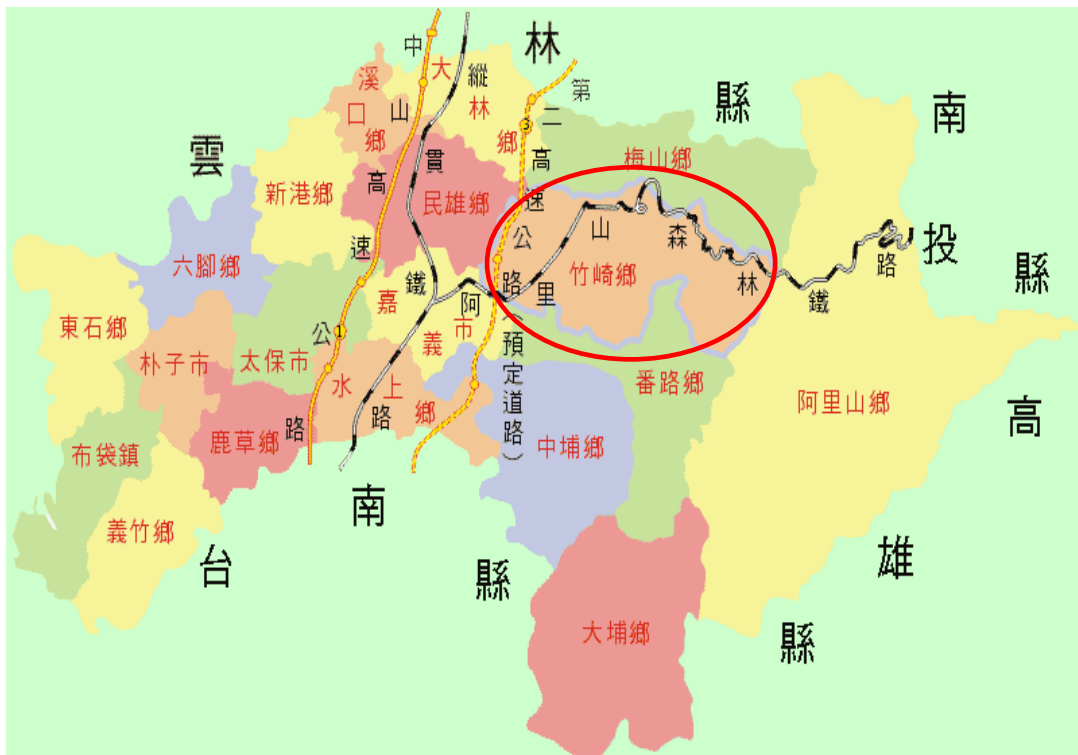 雲林縣
南投縣
高雄縣
台南縣
中山高速公路
縱貫鐵路
第二高速公路(預定道路)
阿里山森林鐵路
1
3
溪口鄉
大林鄉
梅山鄉
新港鄉
民雄鄉
竹崎鄉
六腳鄉
東石鄉
朴子市
太保市
嘉義市
水上鄉
鹿草鄉
布袋鎮
義竹鄉
中埔鄉
番路鄉
阿里山鄉
大埔鄉